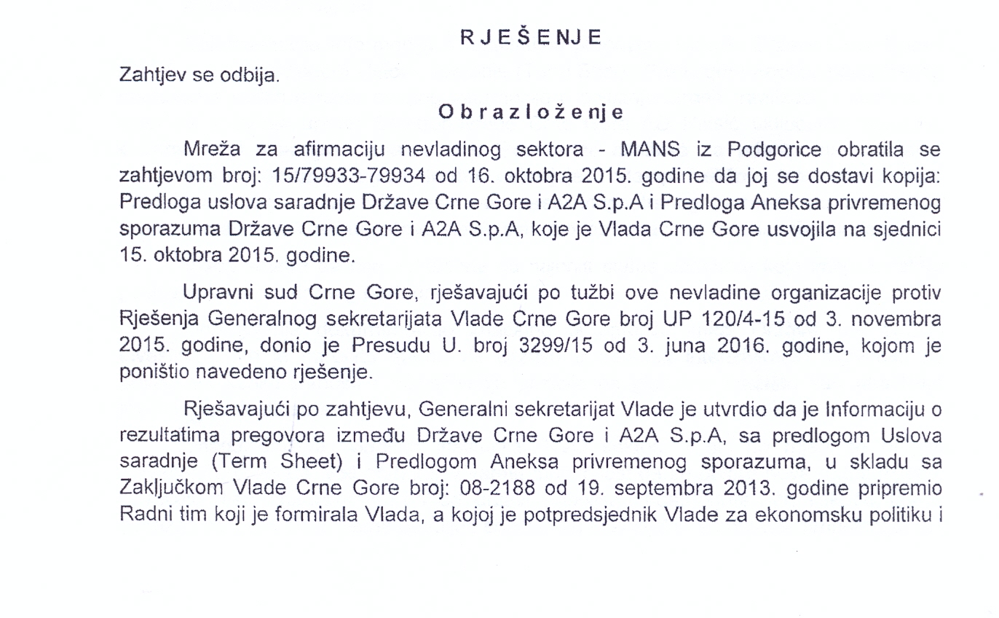 R J E Š E NJ E
Zahtjev se odbija.
O b r a z l o ž e nj e
Mreža za afirmaciju nevladinog sektora - MANS iz Podgorice obratila se
zahtjevom broj: 15/79933-79934 od 16. oktobra 2015. godine da joj se dostavi kopija:
Predloga uslova saradnje Države Crne Gore i A2A S.p.A i Predloga Aneksa privremenog
sporazuma Države Crne Gore i A2A S.p.A, koje je Vlada Crne Gore usvojila na sjednici
15. oktobra 2015. godine.
Upravni sud Crne Gore, rješavajući po tužbi ove nevladine organizacije protiv
Rješenja Generalnog sekretarijata Vlade Crne Gore broj UP 120/4-15 od 3. novembra
2015. godine, donio je Presudu U. broj 3299/15 od 3. juna 2016. godine, kojom je
poništio navedeno rješenje.
Rješavajući po zahtjevu, Generalni sekretarijat Vlade je utvrdio da je Informaciju o
rezultatima pregovora između Države Crne Gore i A2A S.p.A, sa predlogom Uslova
saradnje (Term Sheet) i Predlogom Aneksa privremenog sporazuma, u skladu sa
Zaključkom Vlade Crne Gore broj: 08-2188 od 19. septembra 2013. godine pripremio
Radni tim koji je formirala Vlada, a kojoj je potpredsjednik Vlade za ekonomsku politiku i